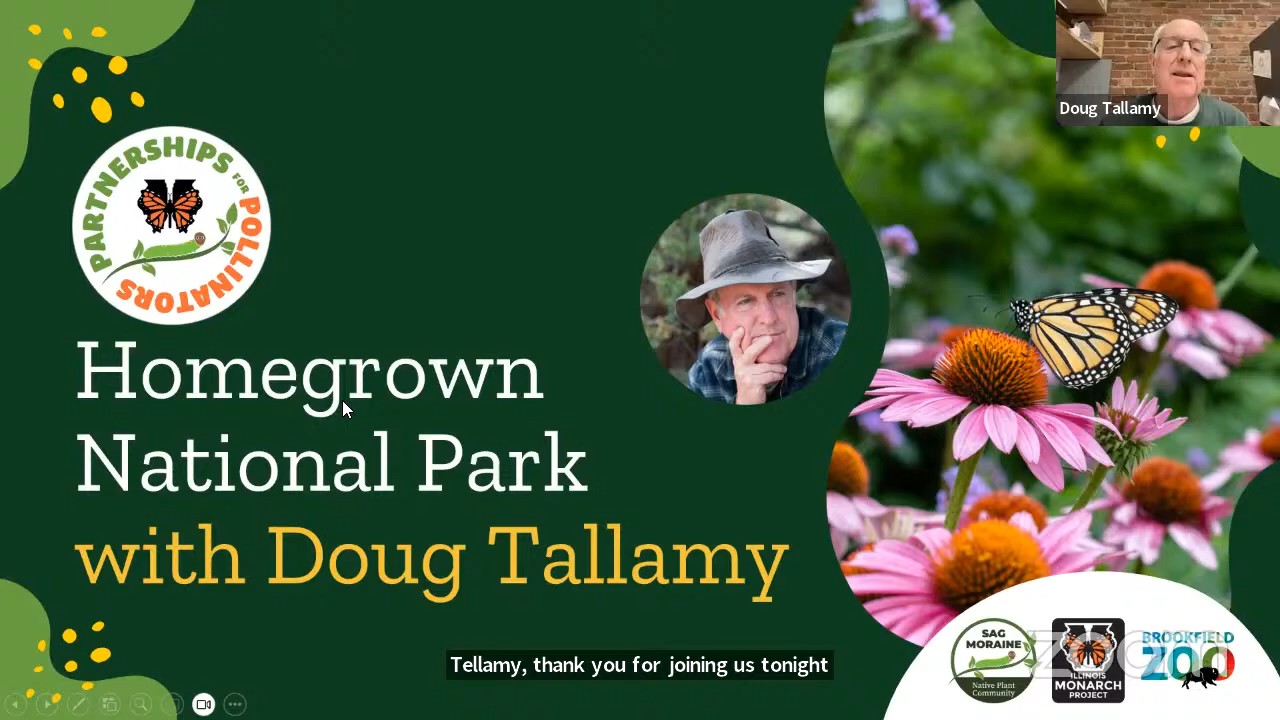 Doug Tallamy
PARTNERSHIPS FOR POLLINATORS
Homegrown
National Park
with Doug Tallamy
Tellamy, thank you for joining us tonight
SAG
MORAINE
Native Plant
Community
ILLINOIS
MONARCH
PROJECT
BROOKFIELD
ZOO
zoom